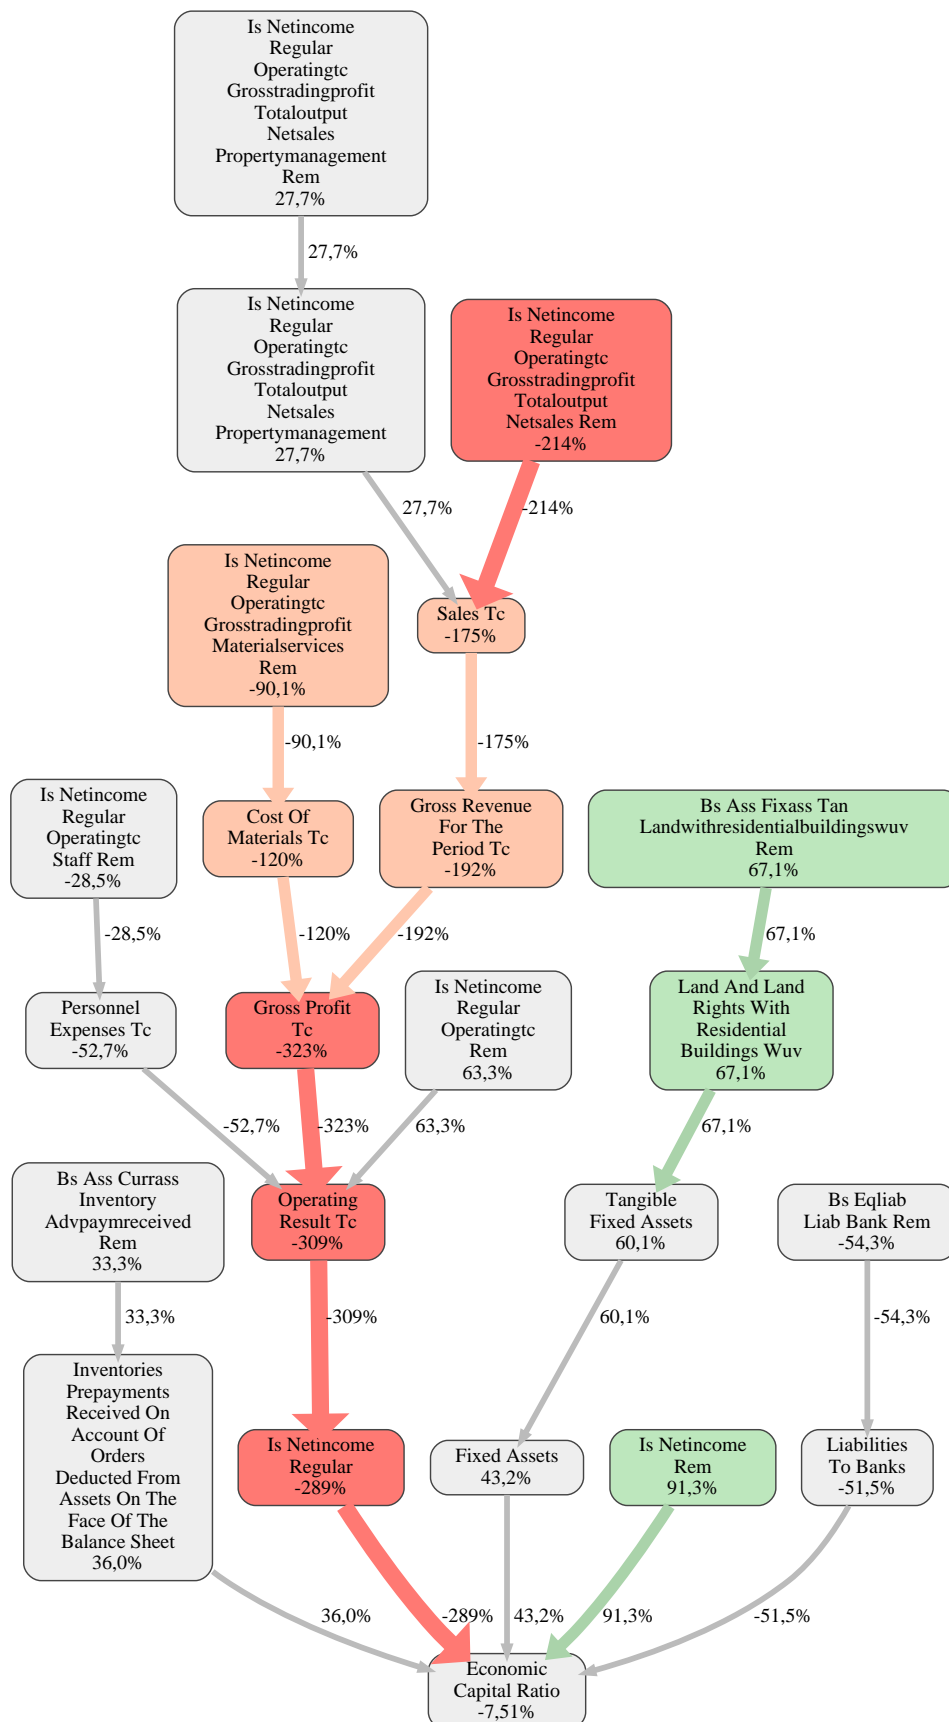 Is Netincome
Regular
Operatingtc
Grosstradingprofit
Totaloutput
Netsales
Propertymanagement
Rem
27,7%
27,7%
Is Netincome
Regular
Operatingtc
Grosstradingprofit
Totaloutput
Netsales
Propertymanagement
27,7%
Is Netincome
Regular
Operatingtc
Grosstradingprofit
Totaloutput
Netsales Rem
-214%
27,7%
-214%
Is Netincome
Regular
Operatingtc
Grosstradingprofit
Materialservices
Rem
-90,1%
Sales Tc
-175%
-90,1%
-175%
Is Netincome
Regular
Operatingtc
Staff Rem
-28,5%
Cost Of
Materials Tc
-120%
Gross Revenue
For The
Period Tc
-192%
Bs Ass Fixass Tan
Landwithresidentialbuildingswuv
Rem
67,1%
-28,5%
-120%
-192%
67,1%
Personnel
Expenses Tc
-52,7%
Gross Profit
Tc
-323%
Is Netincome
Regular
Operatingtc
Rem
63,3%
Land And Land
Rights With
Residential
Buildings Wuv
67,1%
-52,7%
-323%
63,3%
67,1%
Bs Ass Currass
Inventory
Advpaymreceived
Rem
33,3%
Operating
Result Tc
-309%
Tangible
Fixed Assets
60,1%
Bs Eqliab
Liab Bank Rem
-54,3%
33,3%
-309%
60,1%
-54,3%
Inventories
Prepayments
Received On
Account Of
Orders
Deducted From
Assets On The
Face Of The
Balance Sheet
36,0%
Is Netincome
Regular
-289%
Fixed Assets
43,2%
Is Netincome
Rem
91,3%
Liabilities
To Banks
-51,5%
36,0%
-289%
43,2%
91,3%
-51,5%
Economic
Capital Ratio
-7,51%